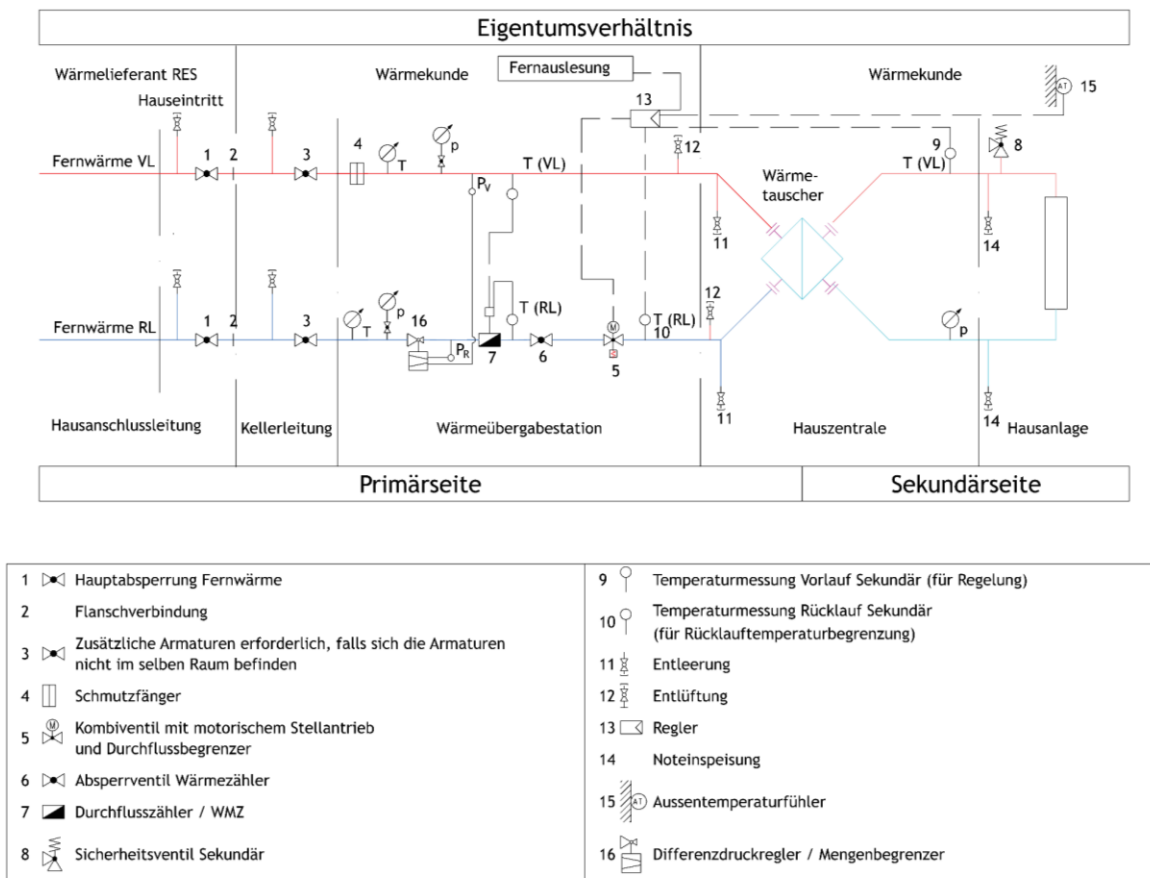 Eigentumsverhältnis
Wärmelieferant RES
Wärmekunde
Fernauslesung
Wärmekunde
Hauseintritt
13
AT
15
4
p
12
9
8
Fernwärme VL
1
2
3
T
T (VL)
T (VL)
Wärme-
tauscher
PV
11
14
p
12
Fernwärme RL
1
2
3
T
16
T (RL)
M
T (RL)
10
p
PR
7
6
5
11
14
Hausanschlussleitung
Kellerleitung
Wärmeübergabestation
Hauszentrale
Hausanlage
Primärseite
Sekundärseite
1 Hauptabsperrung Fernwärme
2 Flanschverbindung
3 Zusätzliche Armaturen erforderlich, falls sich die Armaturen
nicht im selben Raum befinden
4 Schmutzfänger
5 M Kombiventil mit motorischem Stellantrieb
und Durchflussbegrenzer
6 Absperrventil Wärmezähler
7 Durchflusszähler / WMZ
8 Sicherheitsventil Sekundär
9 Temperaturmessung Vorlauf Sekundär (für Regelung)
10 Temperaturmessung Rücklauf Sekundär
(für Rücklauftemperaturbegrenzung)
11 Entleerung
12 Entlüftung
13 Regler
14 Noteinspeisung
15 AT Aussentemperaturfühler
16 Differenzdruckregler / Mengenbegrenzer